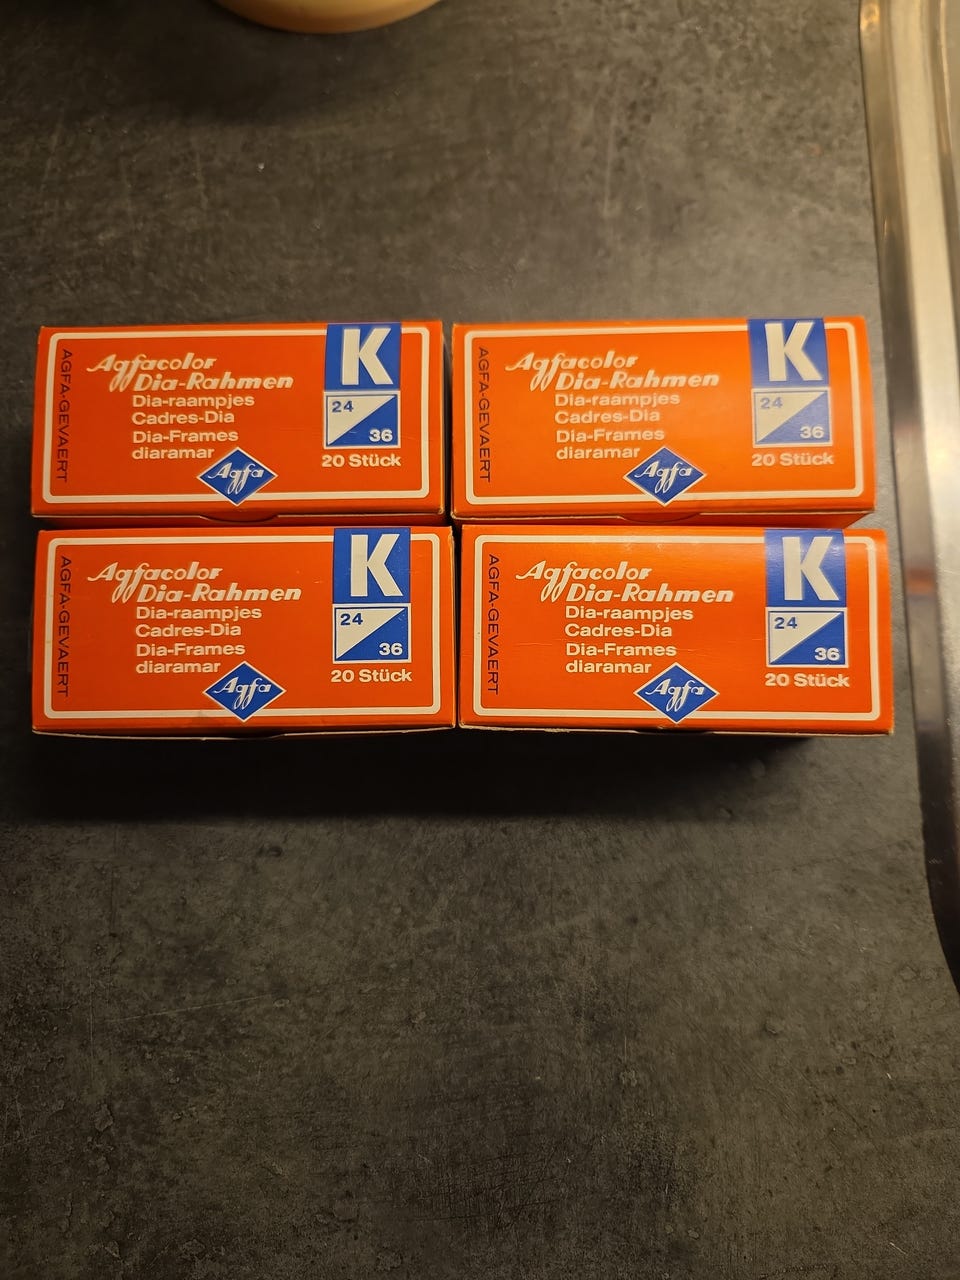 AGFA-GEVAERT
Agfacolor
Dia-Rahmen
Dia-raampjes
Cadres-Dia
Dia-Frames
diaramar
Agfa
K
24
36
20 Stück
AGFA-GEVAERT
Agfacolor
Dia-Rahmen
Dia-raampjes
Cadres-Dia
Dia-Frames
diaramar
Agfa
K
24
36
20 Stück
AGFA-GEVAERT
Agfacolor
Dia-Rahmen
Dia-raampjes
Cadres-Dia
Dia-Frames
diaramar
Agfa
K
24
36
20 Stück
AGFA-GEVAERT
Agfacolor
Dia-Rahmen
Dia-raampjes
Cadres-Dia
Dia-Frames
diaramar
Agfa
K
24
36
20 Stück